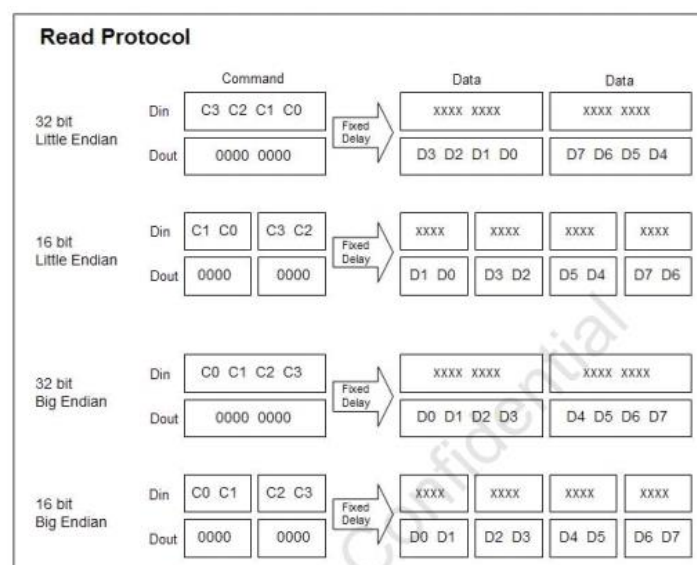 Read Protocol
Command Data Data
32 bit
Little Endian
Din C3 C2 C1 C0 Fixed Delay XXXX XXXX XXXX XXXX
Dout 0000 0000 D3 D2 D1 D0 D7 D6 D5 D4
16 bit
Little Endian
Din C1 C0 C3 C2 Fixed Delay XXXX XXXX XXXX XXXX
Dout 0000 0000 D1 D0 D3 D2 D5 D4 D7 D6
32 bit
Big Endian
Din C0 C1 C2 C3 Fixed Delay XXXX XXXX XXXX XXXX
Dout 0000 0000 D0 D1 D2 D3 D4 D5 D6 D7
16 bit
Big Endian
Din C0 C1 C2 C3 Fixed Delay XXXX XXXX XXXX XXXX
Dout 0000 0000 D0 D1 D2 D3 D4 D5 D6 D7
Confidential